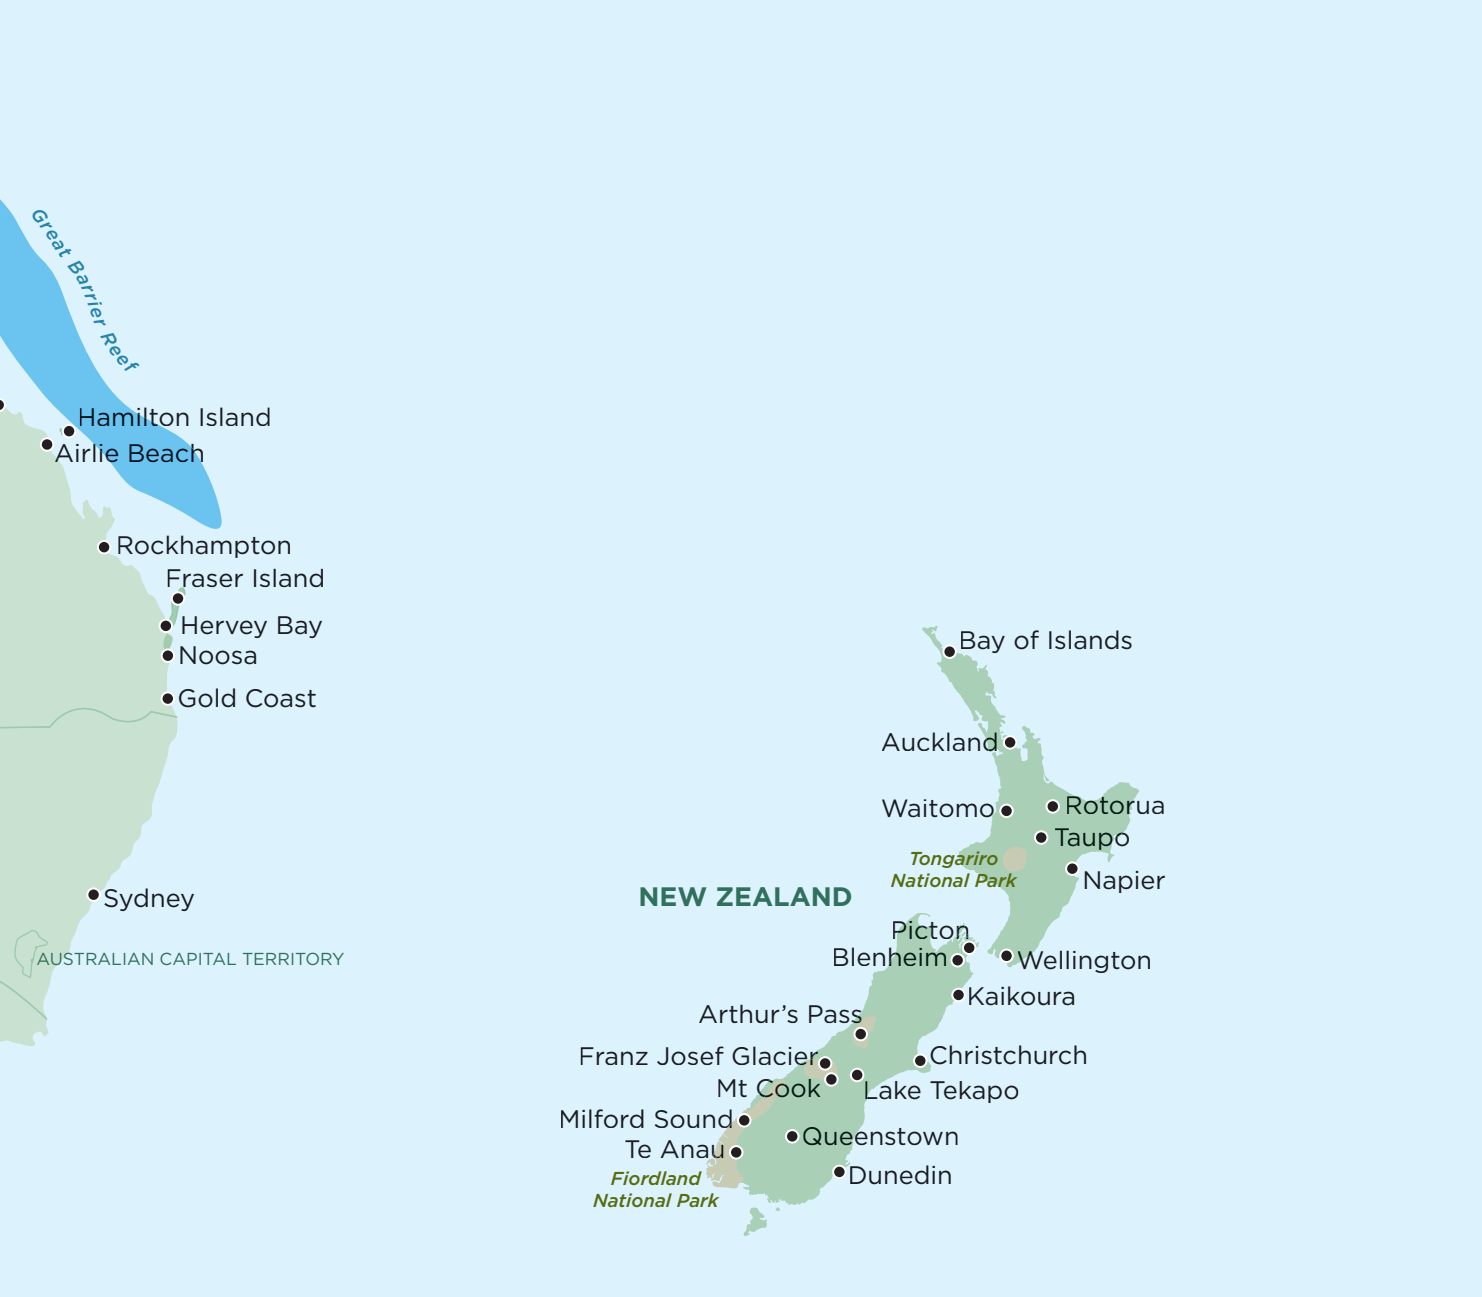 Great Barrier Reef
Hamilton Island
Airlie Beach
Rockhampton
Fraser Island
Hervey Bay
Noosa
Gold Coast
Sydney
AUSTRALIAN CAPITAL TERRITORY
Bay of Islands
Auckland
Waitomo
Rotorua
Taupo
Tongariro
National Park
Napier
NEW ZEALAND
Picton
Blenheim
Wellington
Kaikoura
Arthur’s Pass
Franz Josef Glacier
Christchurch
Mt Cook
Lake Tekapo
Milford Sound
Queenstown
Te Anau
Dunedin
Fiordland
National Park